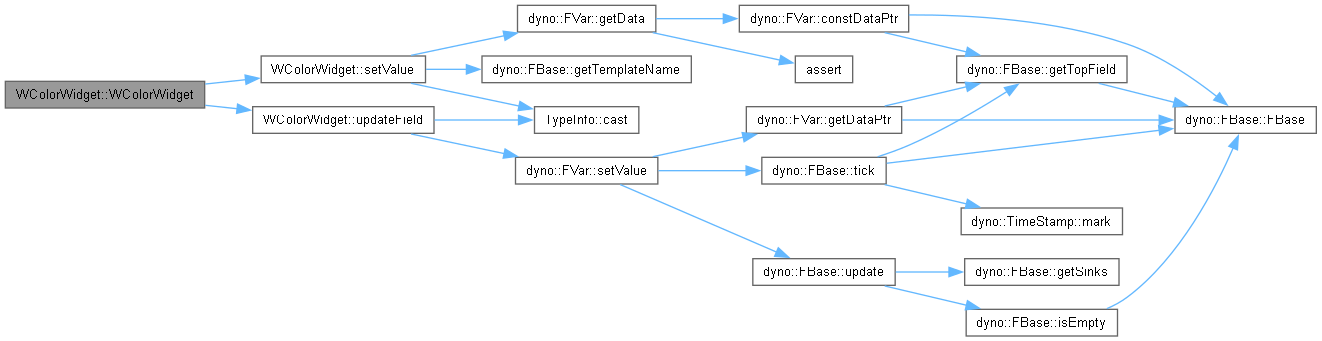 WColorWidget::WColorWidget
WColorWidget::setValue
WColorWidget::updateField
dyno::FVar::getData
dyno::FBase::getTemplateName
TypeInfo::cast
dyno::FVar::setValue
dyno::FVar::constDataPtr
assert
dyno::FVar::getDataPtr
dyno::FBase::tick
dyno::FBase::update
dyno::FBase::getTopField
dyno::TimeStamp::mark
dyno::FBase::getSinks
dyno::FBase::isEmpty
dyno::FBase::FBase